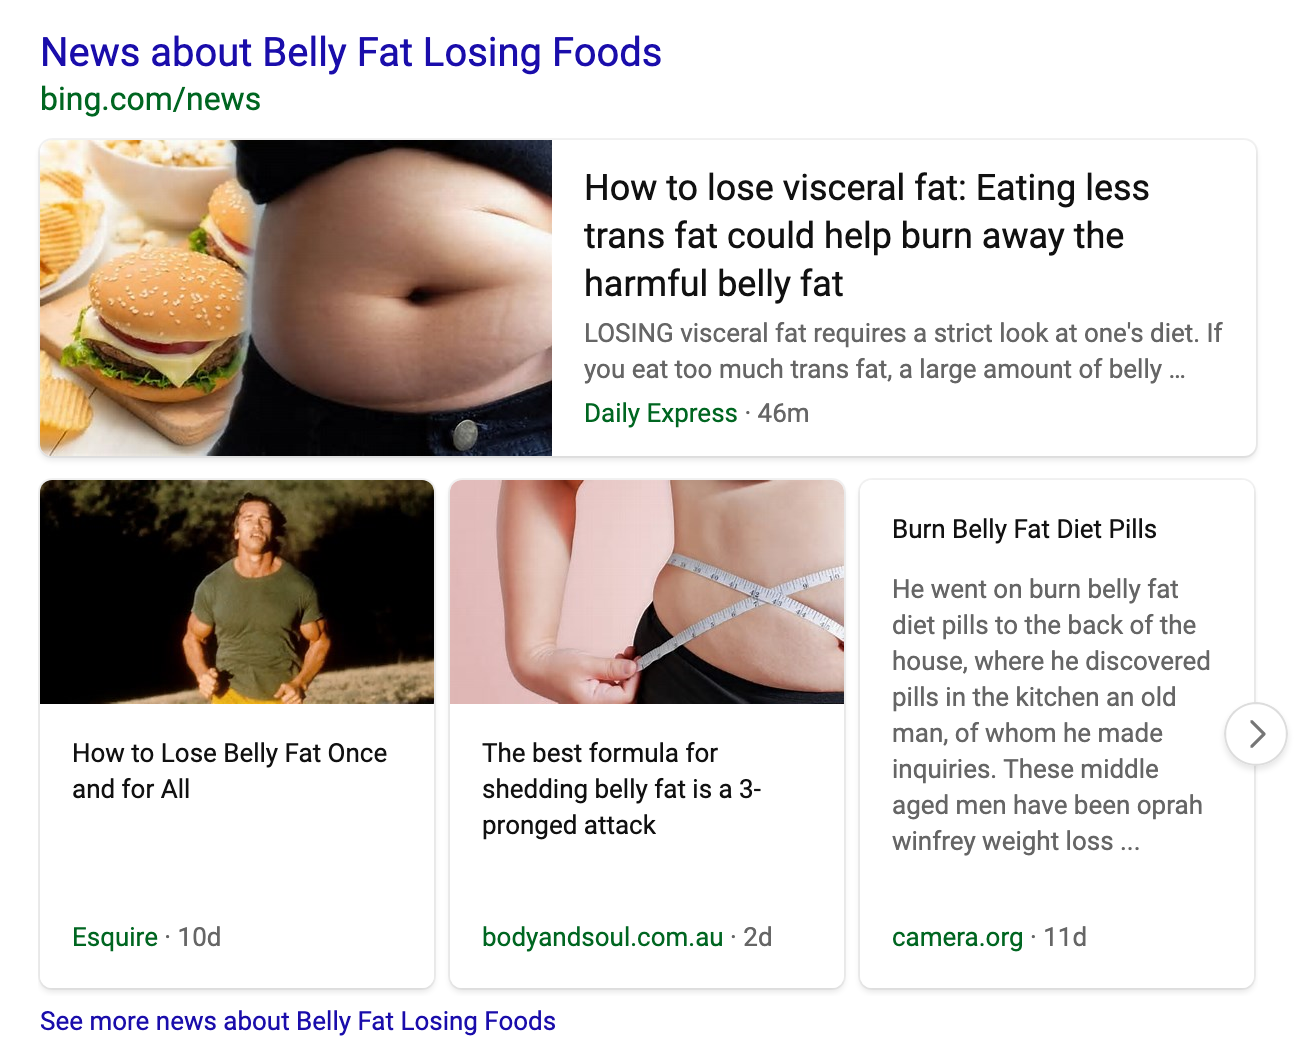 News about Belly Fat Losing Foods
bing.com/news
How to lose visceral fat: Eating less
trans fat could help burn away the
harmful belly fat
LOSING visceral fat requires a strict look at one's diet. If
you eat too much trans fat, a large amount of belly ...
Daily Express · 46m
How to Lose Belly Fat Once
and for All
Esquire · 10d
The best formula for
shedding belly fat is a 3-
pronged attack
bodyandsoul.com.au · 2d
Burn Belly Fat Diet Pills
He went on burn belly fat
diet pills to the back of the
house, where he discovered
pills in the kitchen an old
man, of whom he made
inquiries. These middle
aged men have been oprah
winfrey weight loss ...
camera.org · 11d
See more news about Belly Fat Losing Foods